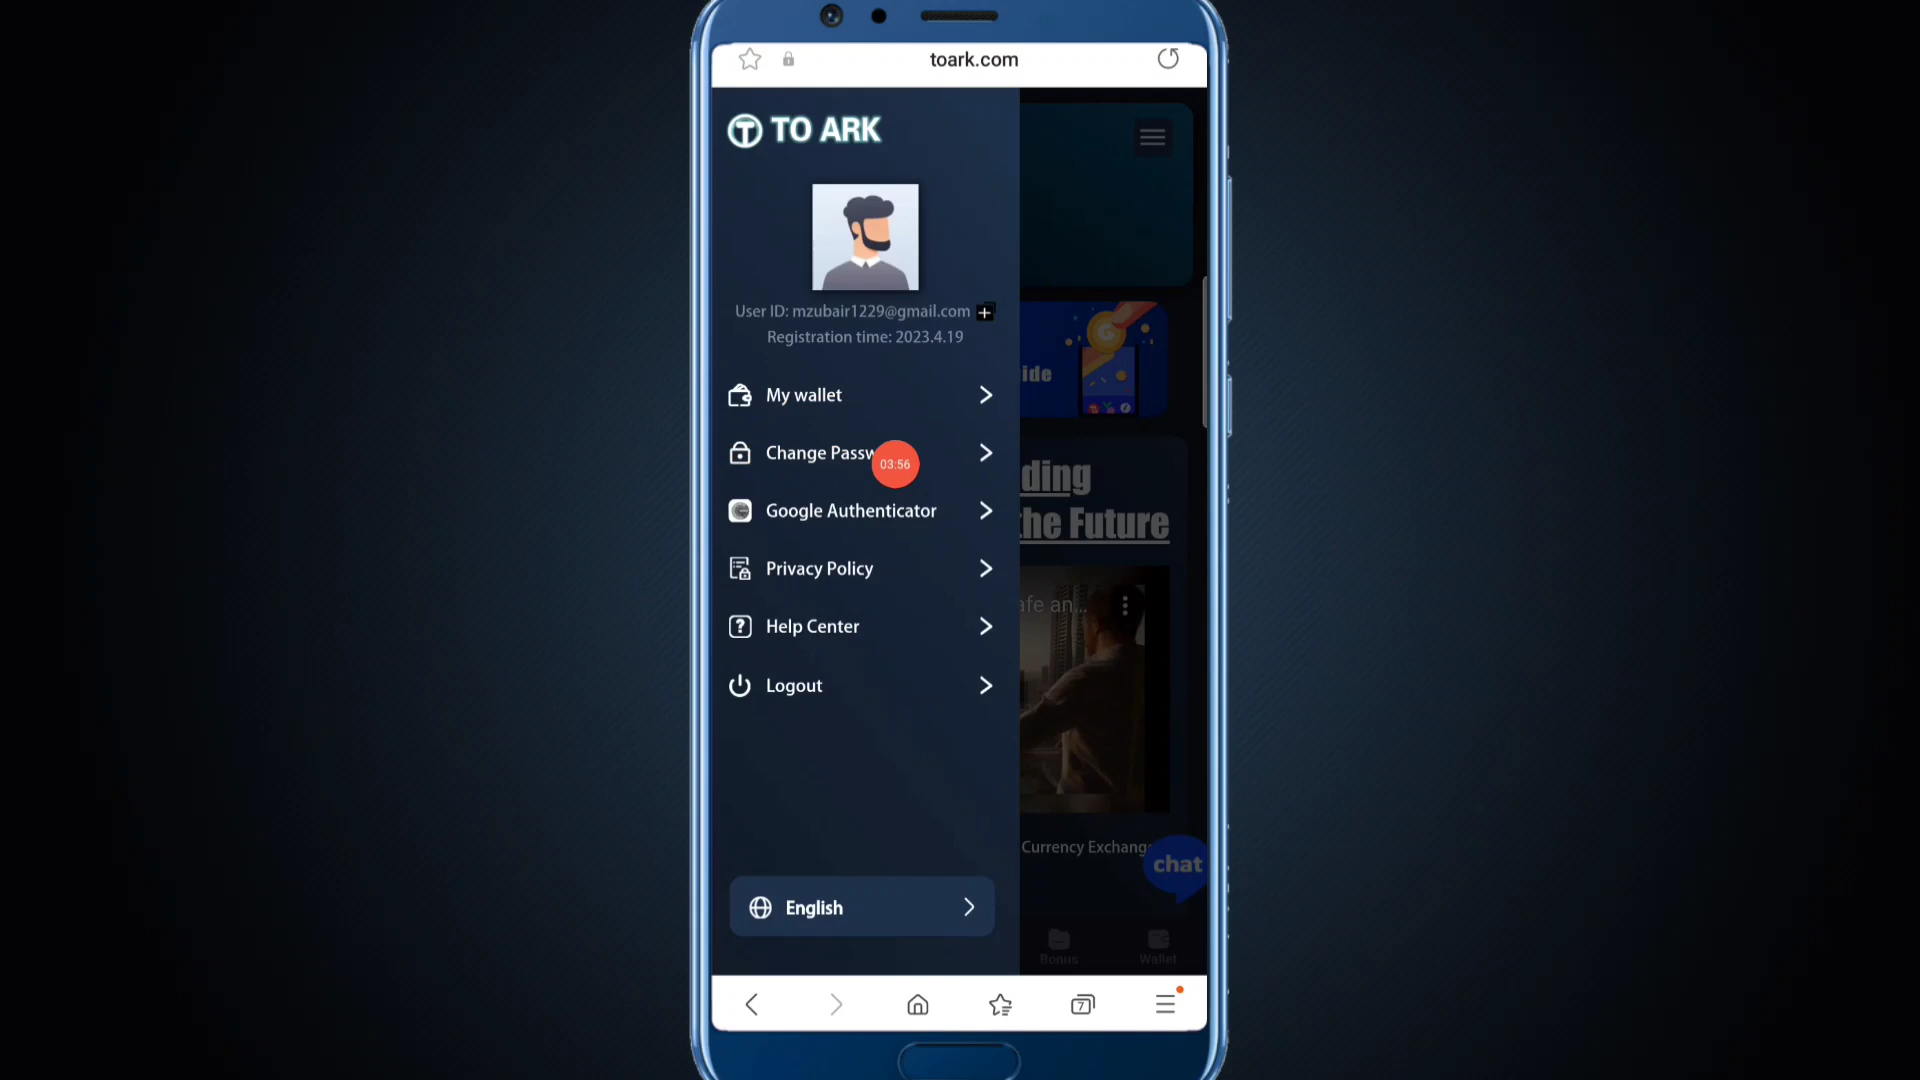 toark.com
TO ARK
User ID: mzubair1229@gmail.com
Registration time: 2023.4.19
My wallet
Change Passw
03:56
Google Authenticator
Privacy Policy
Help Center
Logout
English
ide
ding
he Future
afe an...
Currency Exchang
chat
Bonus
Wallet
7